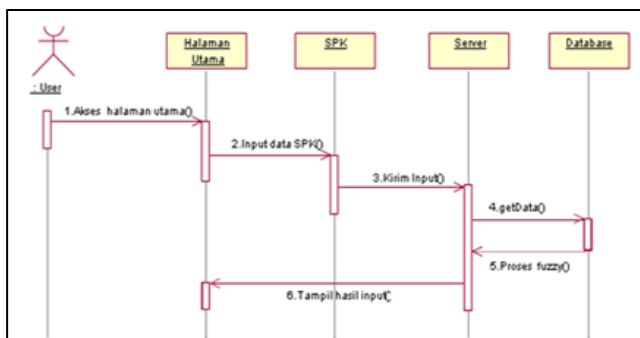 Halaman
Utama
SPK
Server
Database
: User
1.Akses halaman utama()
2.Input data SPK()
3.Kirim Input()
4.getData()
5.Proses fuzzy()
6.Tampil hasil input()